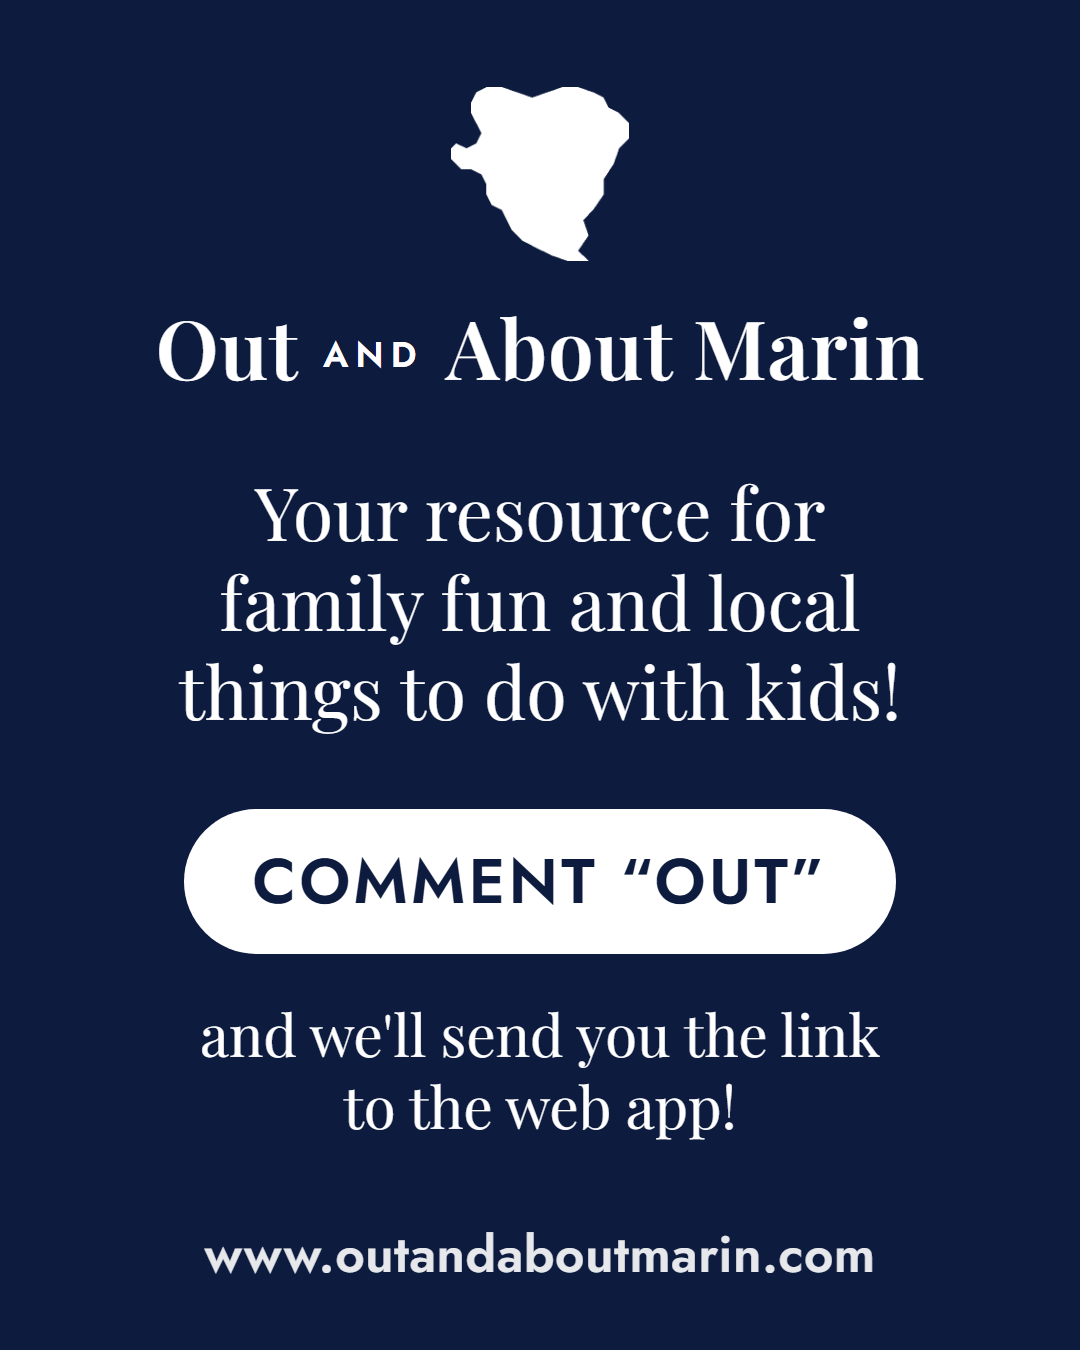 Out AND About Marin
Your resource for
family fun and local
things to do with kids!
COMMENT “OUT”
and we'll send you the link
to the web app!
www.outandaboutmarin.com